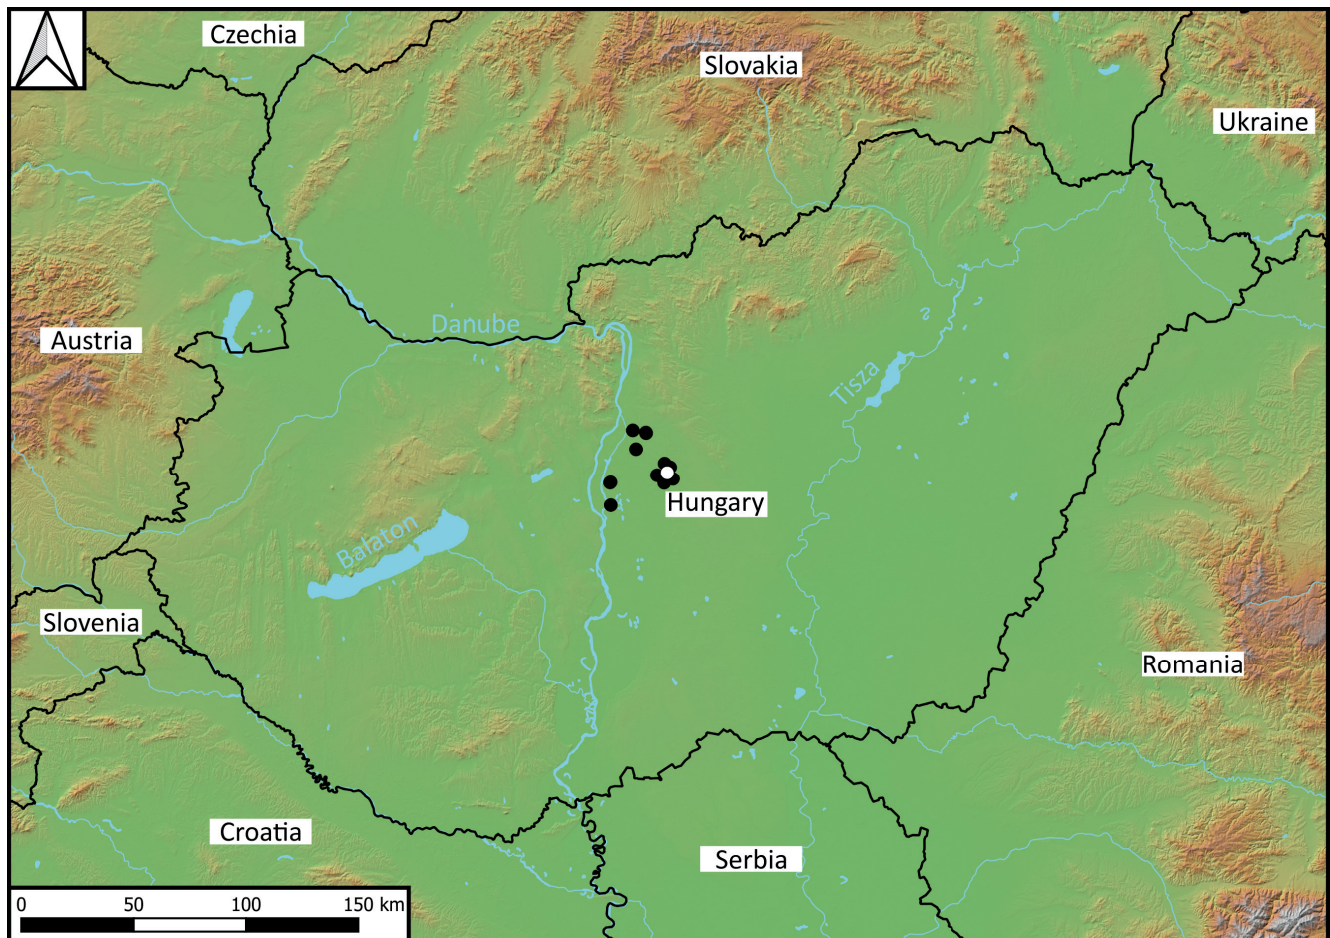 Czechia
Slovakia
Ukraine
Danube
Austria
Tisza
Hungary
Balaton
Slovenia
Romania
Croatia
Serbia
0 50 100 150 km